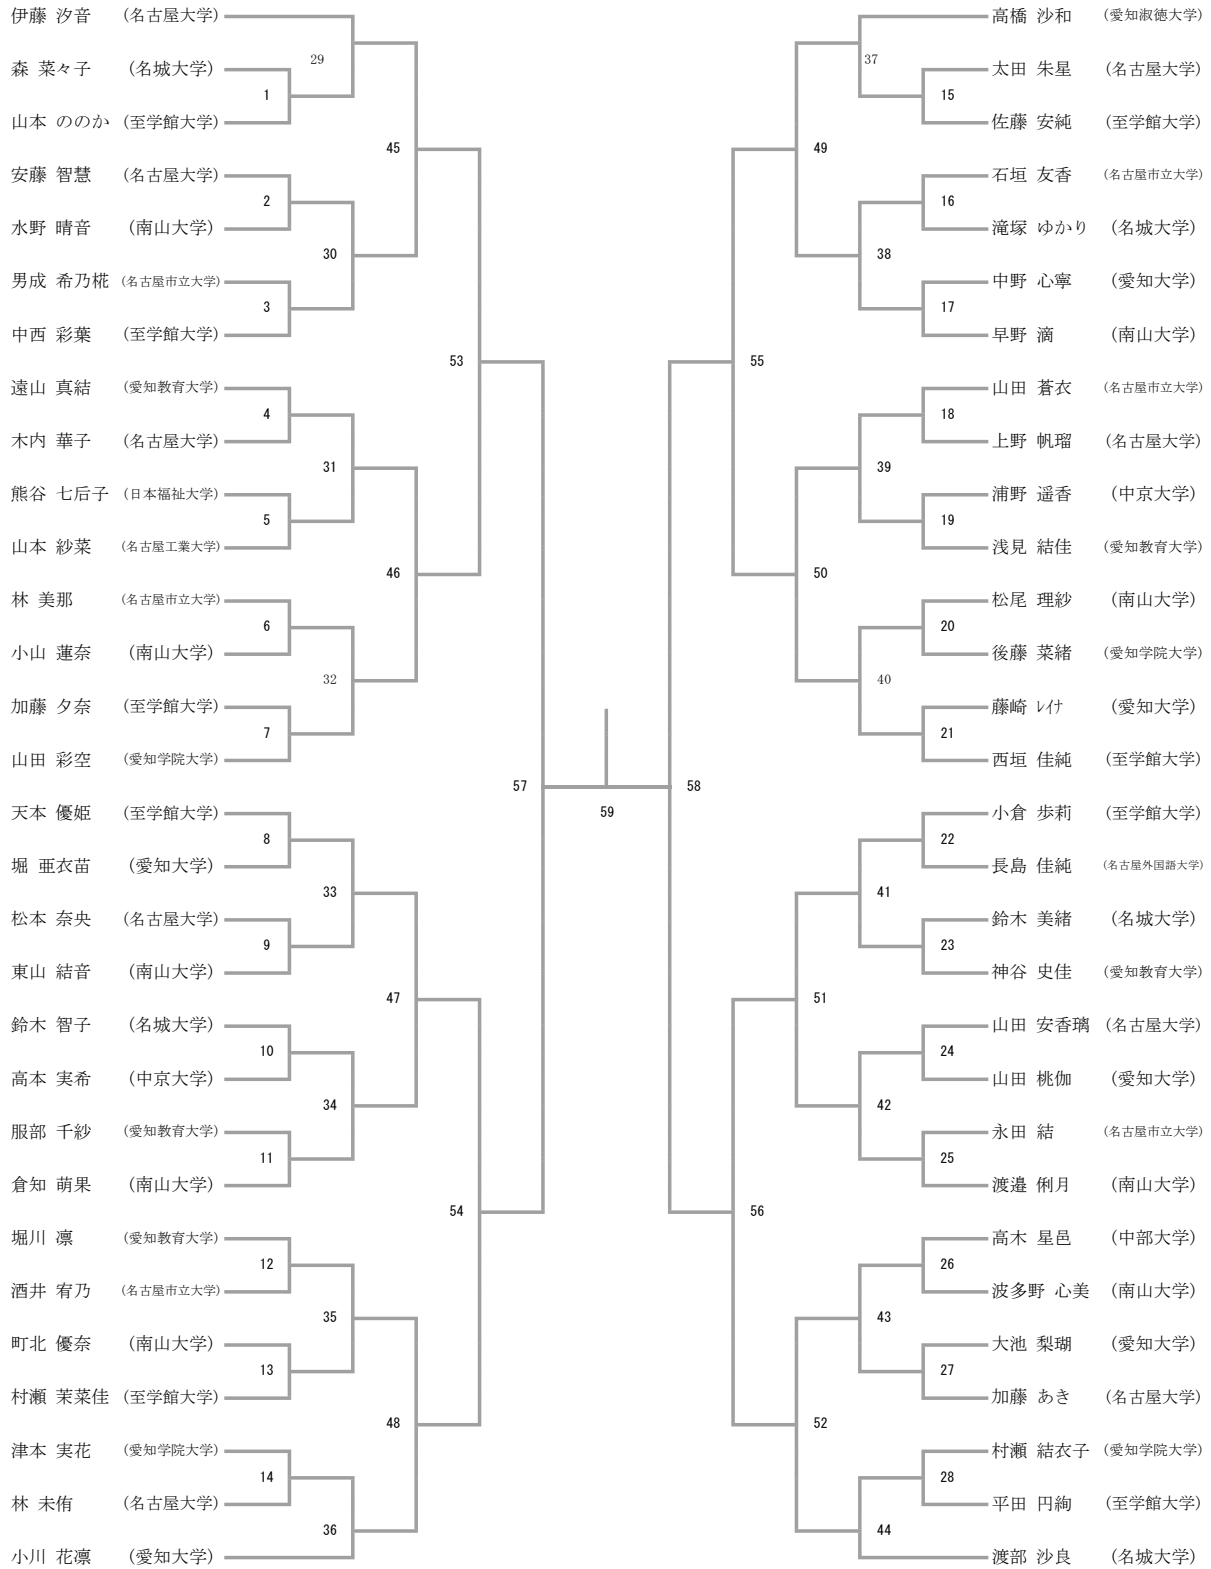 伊藤 汐音 (名古屋大学)
森 菜々子 (名城大学)
山本 ののか (至学館大学)
安藤 智慧 (名古屋大学)
水野 晴音 (南山大学)
男成 希乃椛 (名古屋市立大学)
中西 彩葉 (至学館大学)
遠山 真結 (愛知教育大学)
木内 華子 (名古屋大学)
熊谷 七后子 (日本福祉大学)
山本 紗菜 (名古屋工業大学)
林 美那 (名古屋市立大学)
小山 蓮奈 (南山大学)
加藤 夕奈 (至学館大学)
山田 彩空 (愛知学院大学)
天本 優姫 (至学館大学)
堀 亜衣苗 (愛知大学)
松本 奈央 (名古屋大学)
東山 結音 (南山大学)
鈴木 智子 (名城大学)
高本 実希 (中京大学)
服部 千紗 (愛知教育大学)
倉知 萌果 (南山大学)
堀川 凛 (愛知教育大学)
酒井 宥乃 (名古屋市立大学)
町北 優奈 (南山大学)
村瀬 茉菜佳 (至学館大学)
津本 実花 (愛知学院大学)
林 未侑 (名古屋大学)
小川 花凛 (愛知大学)
1
2
3
4
5
6
7
8
9
10
11
12
13
14
29
30
31
32
33
34
35
36
45
46
47
48
53
54
57
59
58
55
56
49
50
51
52
37
38
39
40
41
42
43
44
15
16
17
18
19
20
21
22
23
24
25
26
27
28
高橋 沙和 (愛知淑徳大学)
太田 朱星 (名古屋大学)
佐藤 安純 (至学館大学)
石垣 友香 (名古屋市立大学)
滝塚 ゆかり (名城大学)
中野 心寧 (愛知大学)
早野 滴 (南山大学)
山田 蒼衣 (名古屋市立大学)
上野 帆瑠 (名古屋大学)
浦野 遥香 (中京大学)
浅見 結佳 (愛知教育大学)
松尾 理紗 (南山大学)
後藤 菜緒 (愛知学院大学)
藤崎 ﾚｲﾅ (愛知大学)
西垣 佳純 (至学館大学)
小倉 歩莉 (至学館大学)
長島 佳純 (名古屋外国語大学)
鈴木 美緒 (名城大学)
神谷 史佳 (愛知教育大学)
山田 安香璃 (名古屋大学)
山田 桃伽 (愛知大学)
永田 結 (名古屋市立大学)
渡邉 俐月 (南山大学)
高木 星邑 (中部大学)
波多野 心美 (南山大学)
大池 梨瑚 (愛知大学)
加藤 あき (名古屋大学)
村瀬 結衣子 (愛知学院大学)
平田 円絢 (至学館大学)
渡部 沙良 (名城大学)